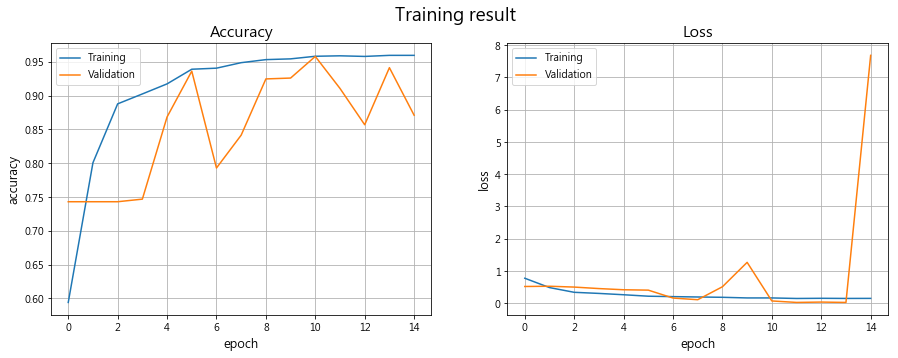 Training result
Accuracy
Training
Validation
0.95
0.90
0.85
0.80
0.75
0.70
0.65
0.60
accuracy
0 2 4 6 8 10 12 14
epoch
Loss
Training
Validation
8
7
6
5
4
3
2
1
0
loss
0 2 4 6 8 10 12 14
epoch